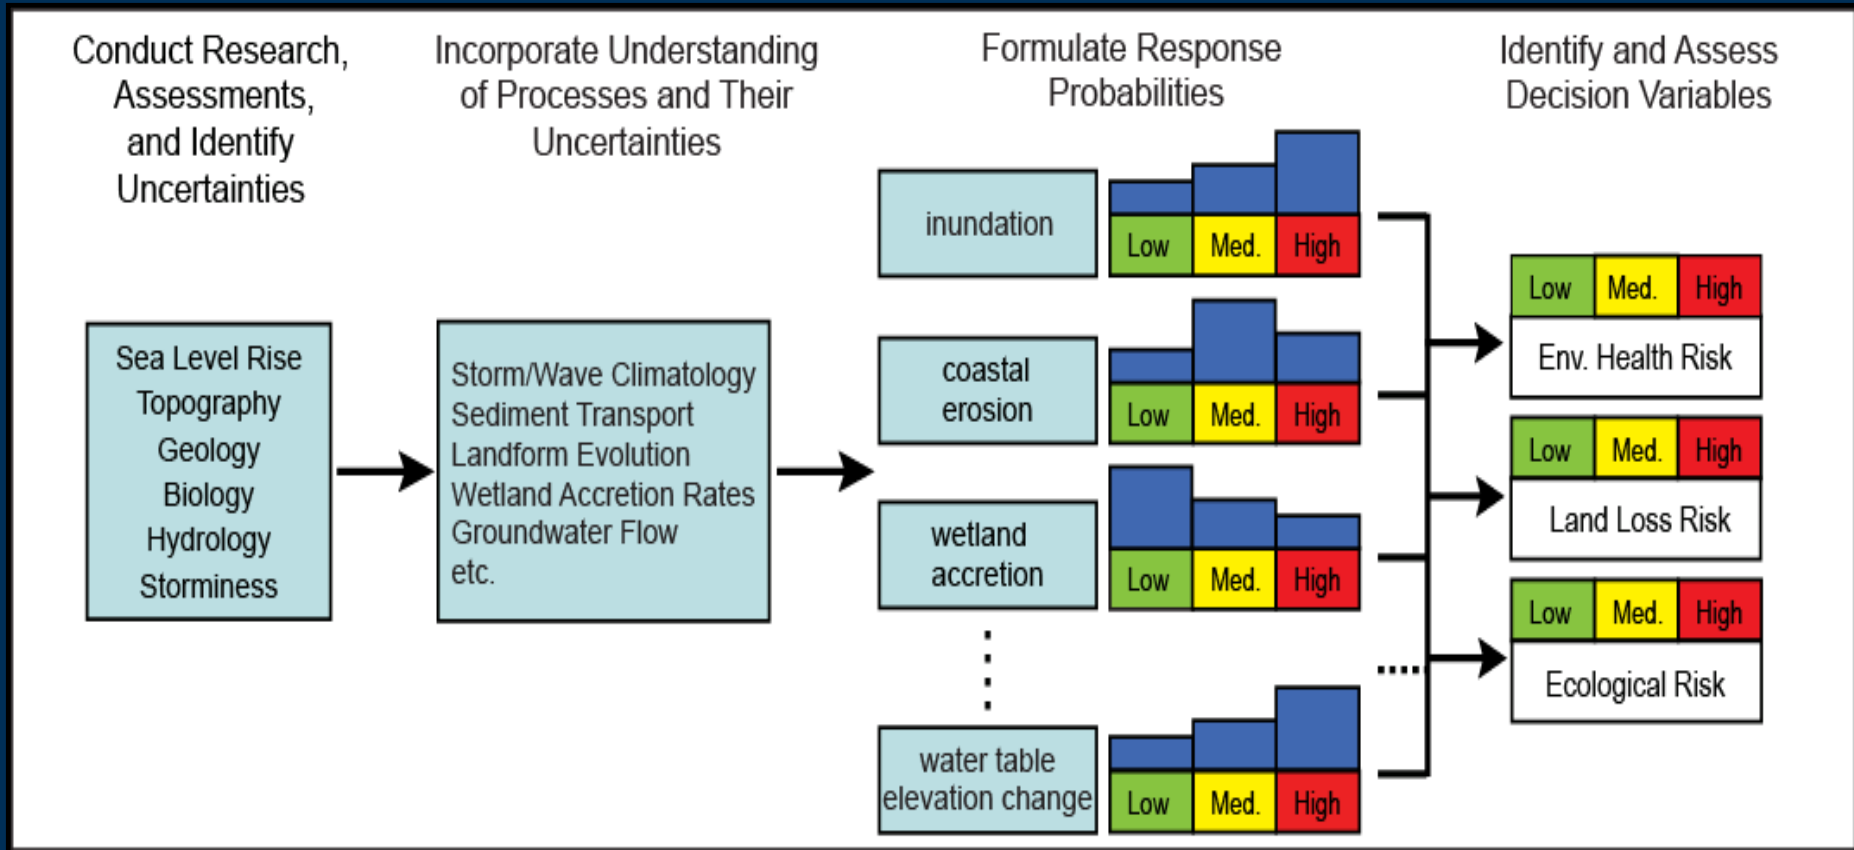 Conduct Research,
Assessments,
and Identify
Uncertainties
Incorporate Understanding
of Processes and Their
Uncertainties
Formulate Response
Probabilities
Identify and Assess
Decision Variables
Sea Level Rise
Topography
Geology
Biology
Hydrology
Storminess
Storm/Wave Climatology
Sediment Transport
Landform Evolution
Wetland Accretion Rates
Groundwater Flow
etc.
inundation
Low Med. High
coastal
erosion
Low Med. High
wetland
accretion
Low Med. High
water table
elevation change
Low Med. High
Low Med. High
Env. Health Risk
Low Med. High
Land Loss Risk
Low Med. High
Ecological Risk